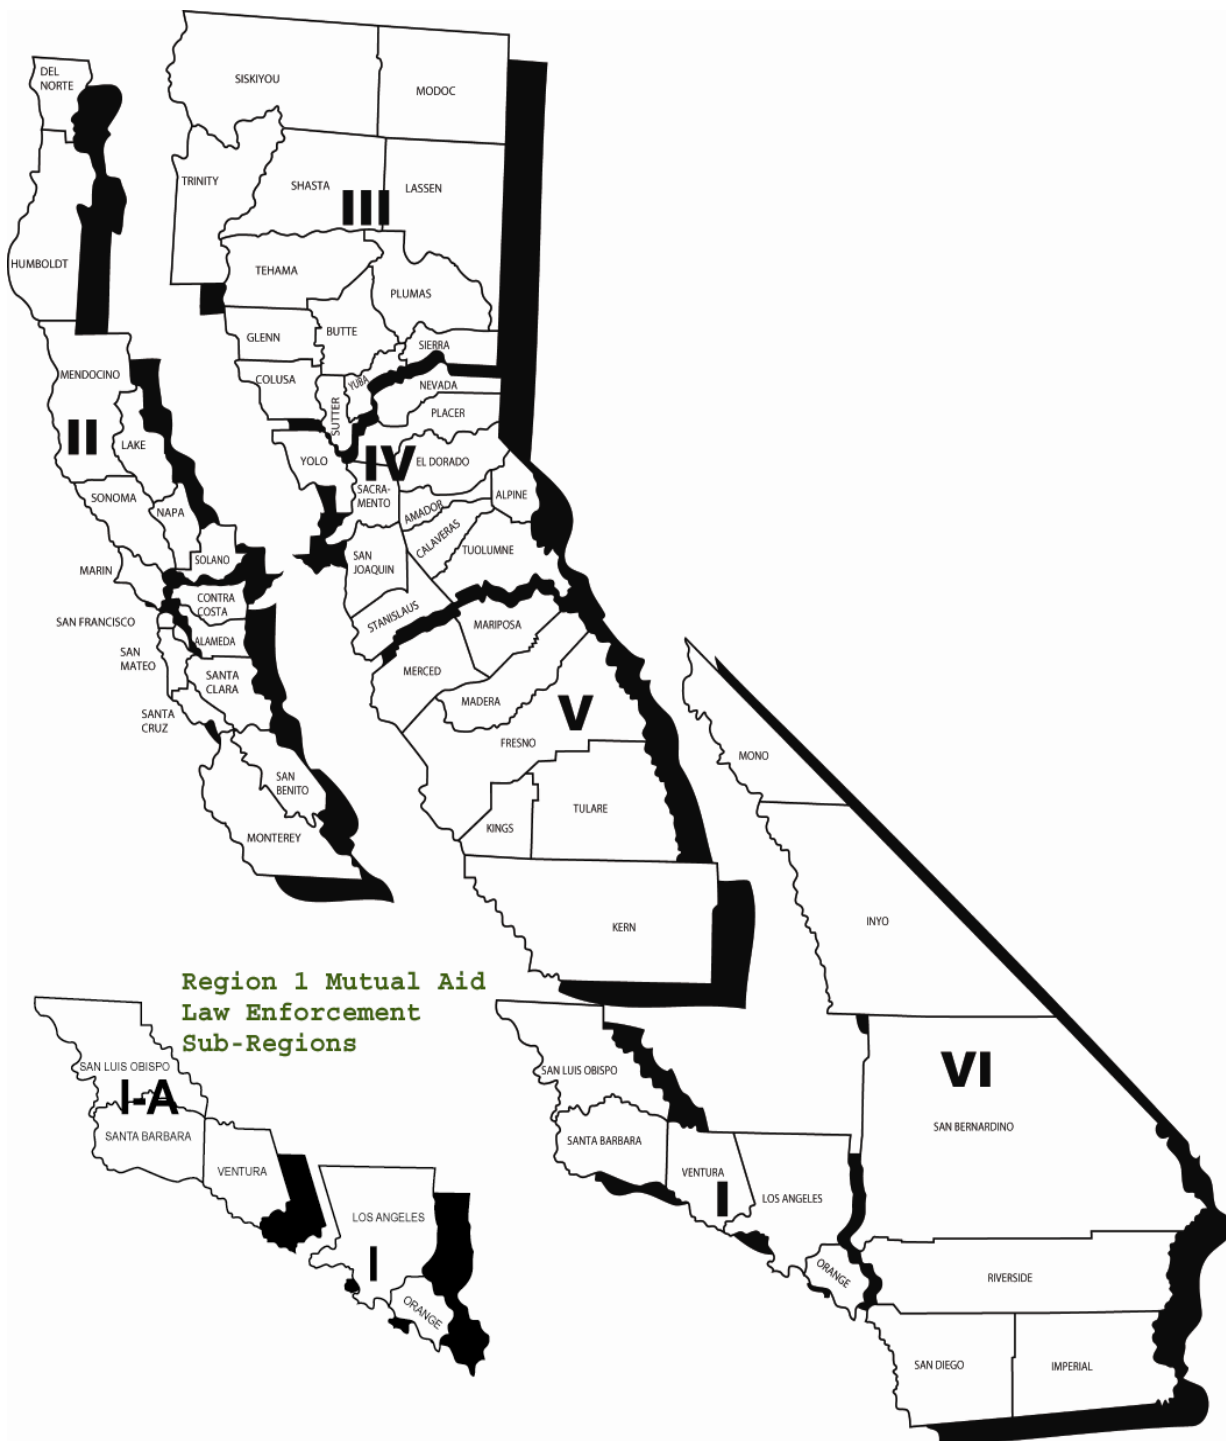 DEL
NORTE
SISKIYOU
MODOC
TRINITY
SHASTA
LASSEN
III
HUMBOLDT
TEHAMA
PLUMAS
GLENN
BUTTE
SIERRA
MENDOCINO
COLUSA
YUBA
NEVADA
SUTTER
PLACER
II
LAKE
YOLO
IV
EL DORADO
SONOMA
NAPA
SACRA-
MENTO
ALPINE
AMADOR
CALAVERAS
TUOLUMNE
SOLANO
SAN
JOAQUIN
MARIN
CONTRA
COSTA
STANISLAUS
SAN FRANCISCO
ALAMEDA
MARIPOSA
SAN
MATEO
SANTA
CLARA
MERCED
MADERA
V
SANTA
CRUZ
FRESNO
MONO
SAN
BENITO
TULARE
KINGS
MONTEREY
INYO
KERN
Region 1 Mutual Aid
Law Enforcement
Sub-Regions
SAN LUIS OBISPO
I-A
SANTA BARBARA
VENTURA
LOS ANGELES
I
ORANGE
SAN LUIS OBISPO
SANTA BARBARA
VENTURA
I
LOS ANGELES
ORANGE
VI
SAN BERNARDINO
RIVERSIDE
SAN DIEGO
IMPERIAL